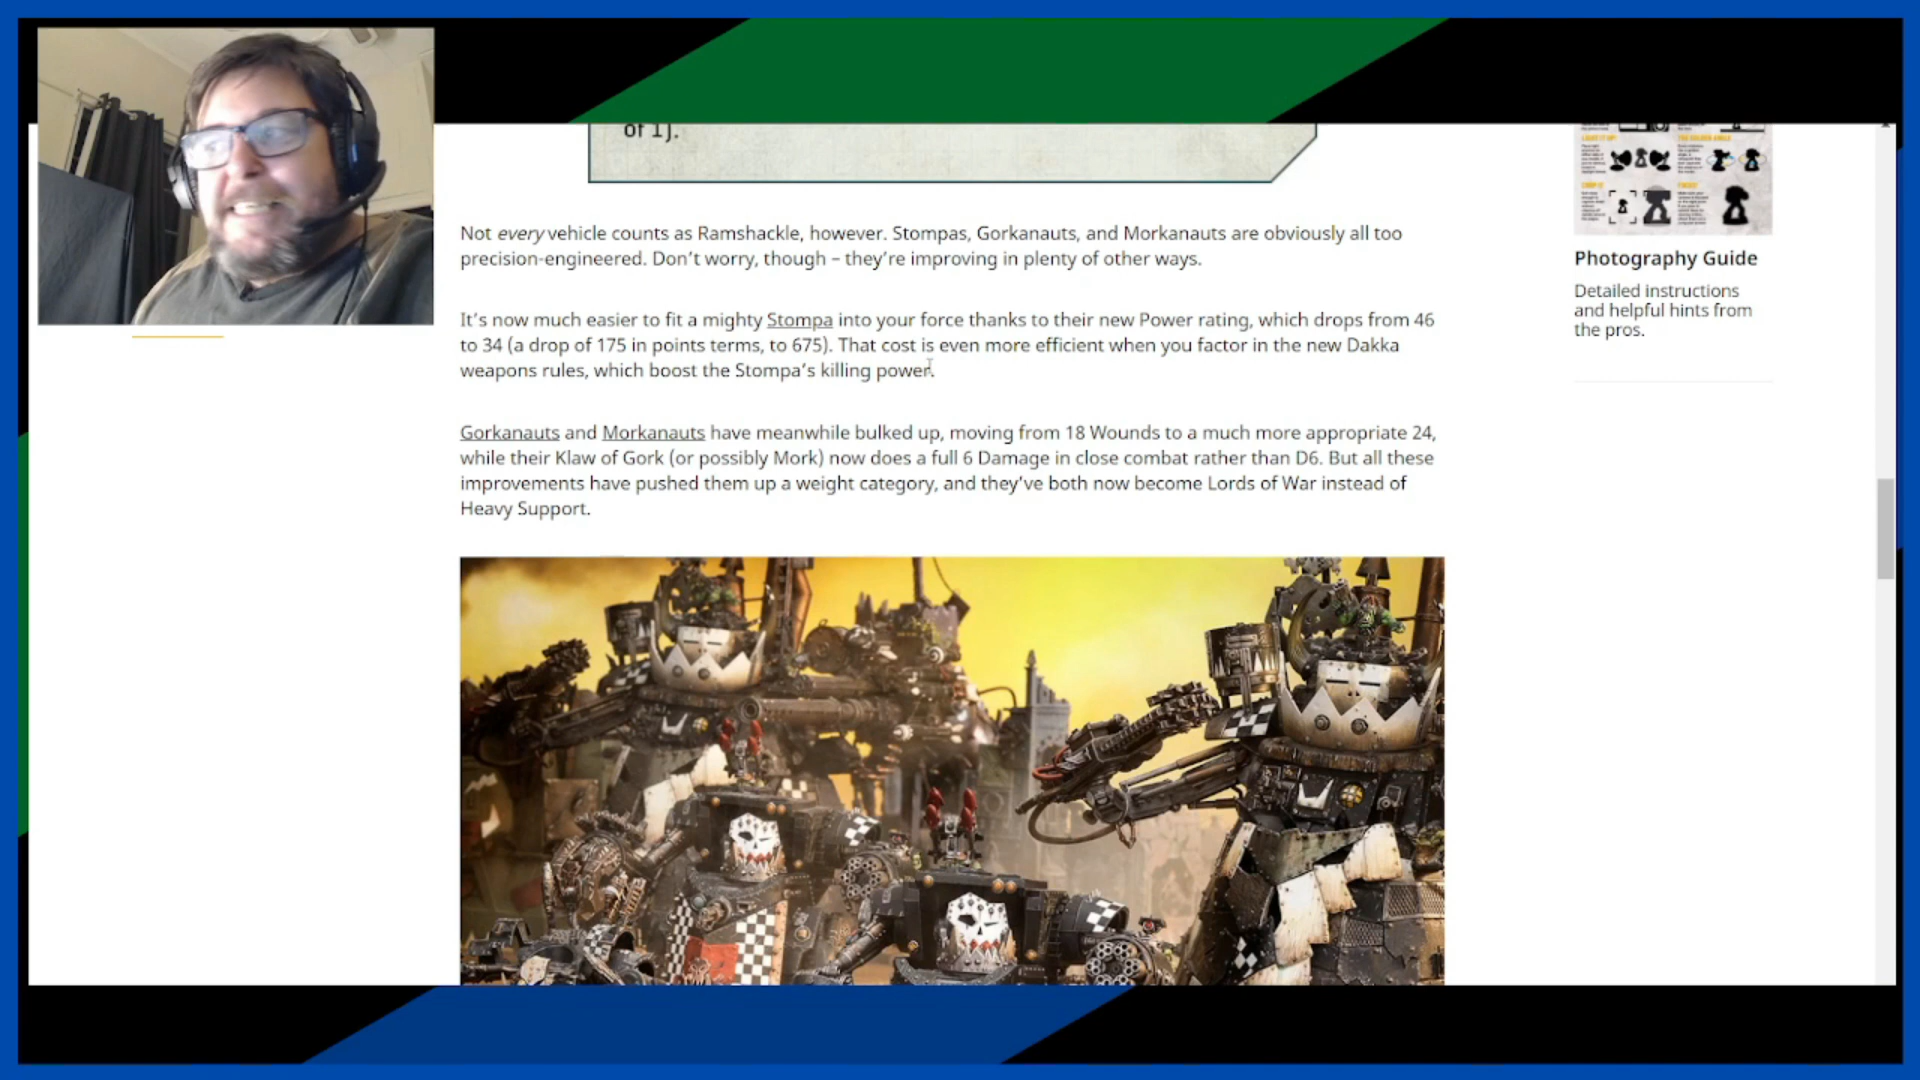 of 1).
Not every vehicle counts as Ramshackle, however. Stompas, Gorkanauts, and Morkanauts are obviously all too
precision-engineered. Don’t worry, though – they’re improving in plenty of other ways.
It’s now much easier to fit a mighty Stompa into your force thanks to their new Power rating, which drops from 46
to 34 (a drop of 175 in points terms, to 675). That cost is even more efficient when you factor in the new Dakka
weapons rules, which boost the Stompa’s killing power.
Gorkanauts and Morkanauts have meanwhile bulked up, moving from 18 Wounds to a much more appropriate 24,
while their Klaw of Gork (or possibly Mork) now does a full 6 Damage in close combat rather than D6. But all these
improvements have pushed them up a weight category, and they’ve both now become Lords of War instead of
Heavy Support.
Photography Guide
Detailed instructions
and helpful hints from
the pros.